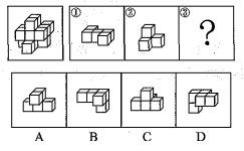 ① ② ③
?
A B C D